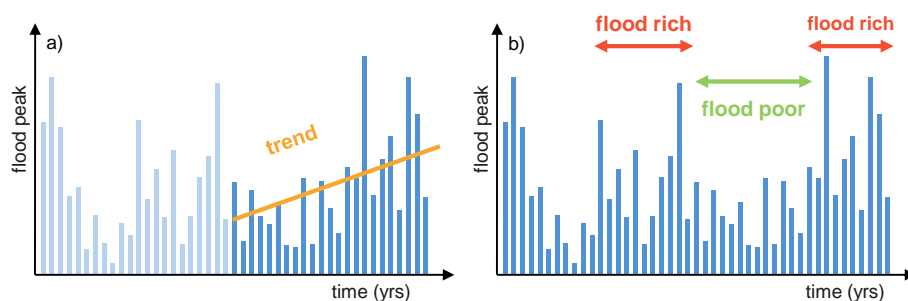 a)
flood peak
trend
time (yrs)
b)
flood rich
flood rich
flood poor
flood peak
time (yrs)